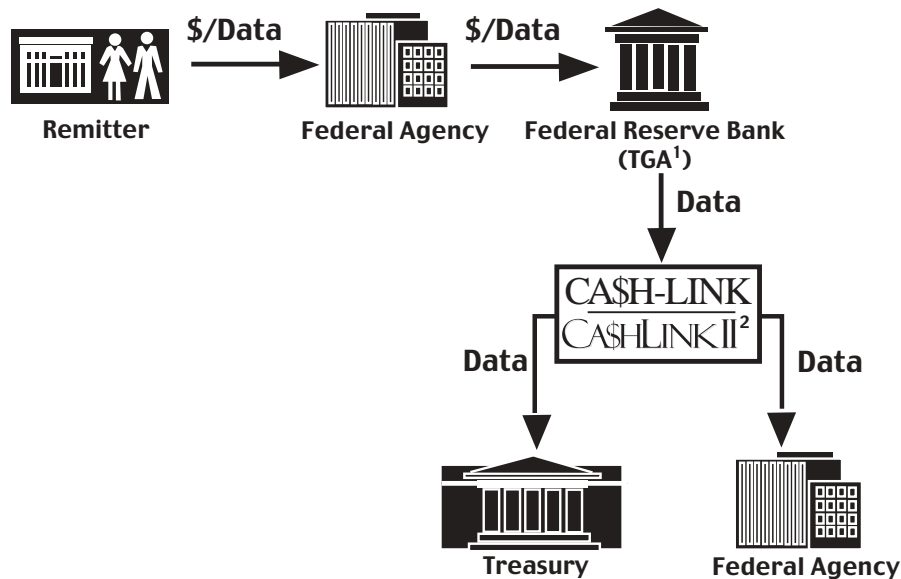 $/Data
$/Data
Remitter
Federal Agency
Federal Reserve Bank
(TGA¹)
Data
CA$H-LINK
CA$HLINK II²
Data
Data
Treasury
Federal Agency